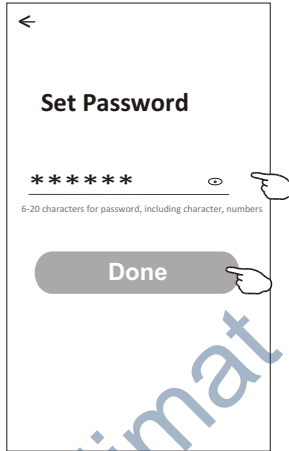 Set Password
******
6-20 characters for password, including character, numbers
Done